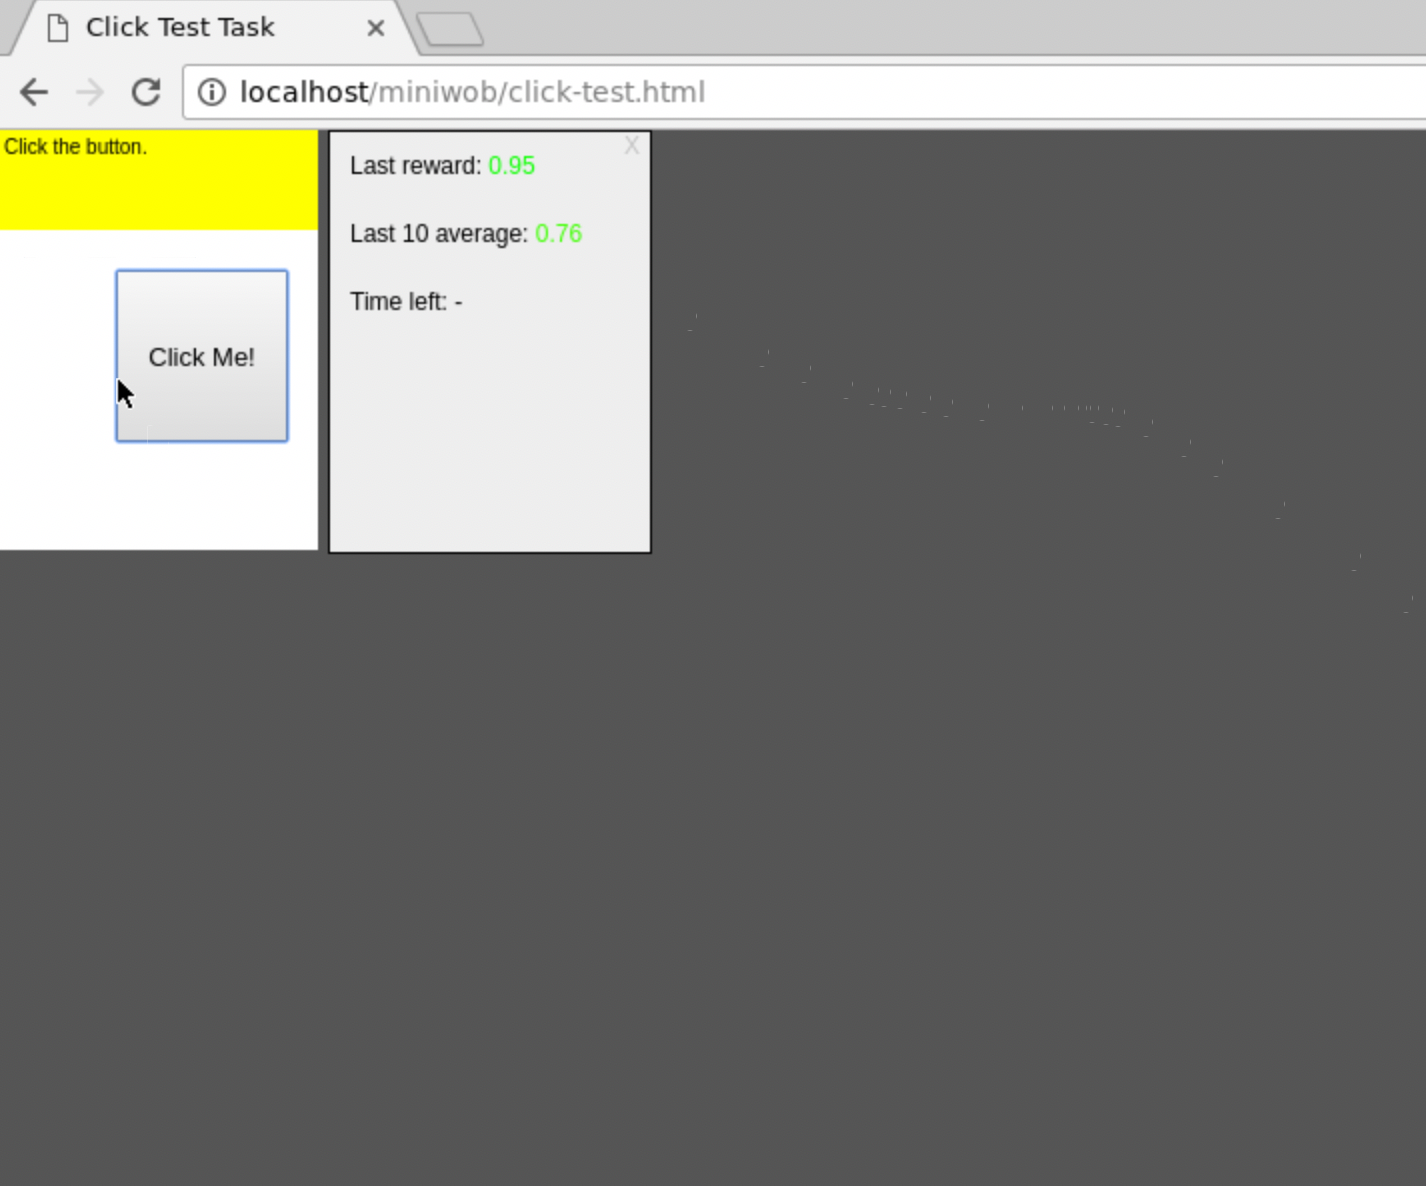 Click Test Task
localhost/miniwob/click-test.html
Click the button.
Click Me!
X
Last reward: 0.95
Last 10 average: 0.76
Time left: -